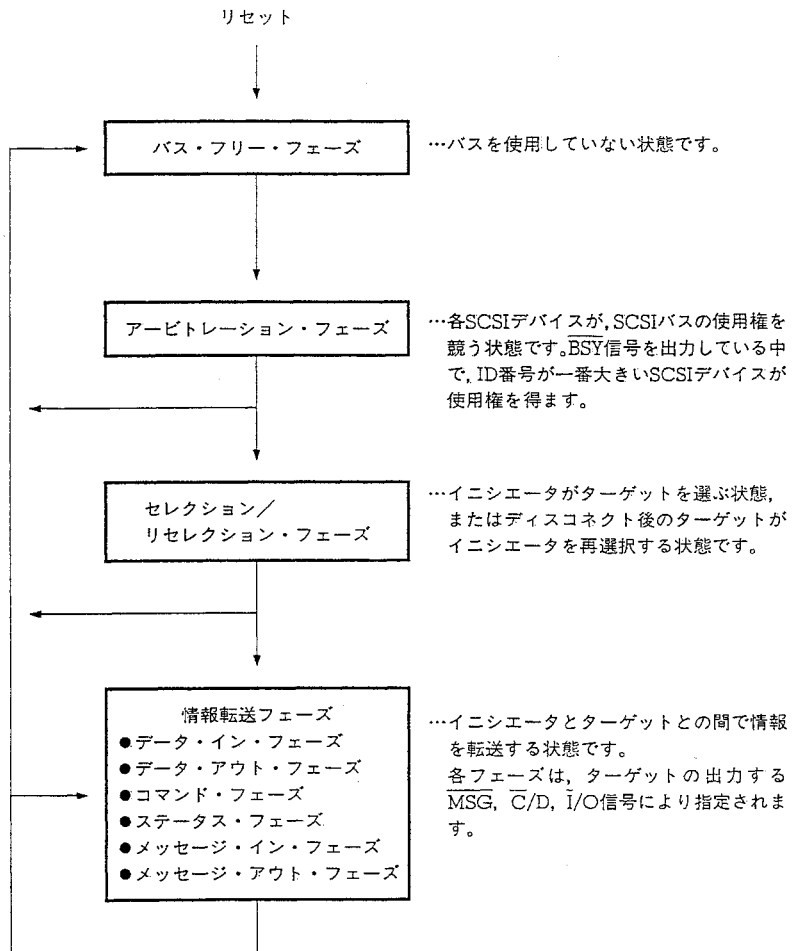 リセット
バス・フリー・フェーズ
…バスを使用していない状態です。
アービトレーション・フェーズ
…各SCSIデバイスが,SCSIバスの使用権を
競う状態です。B̅S̅Y̅信号を出力している中
で,ID番号が一番大きいSCSIデバイスが
使用権を得ます。
セレクション／
リセレクション・フェーズ
…イニシエータがターゲットを選ぶ状態,
またはディスコネクト後のターゲットが
イニシエータを再選択する状態です。
情報転送フェーズ
●データ・イン・フェーズ
●データ・アウト・フェーズ
●コマンド・フェーズ
●ステータス・フェーズ
●メッセージ・イン・フェーズ
●メッセージ・アウト・フェーズ
…イニシエータとターゲットとの間で情報
を転送する状態です。
各フェーズは,ターゲットの出力する
M̅S̅G̅, C̅/D, I̅/O信号により指定されま
す。